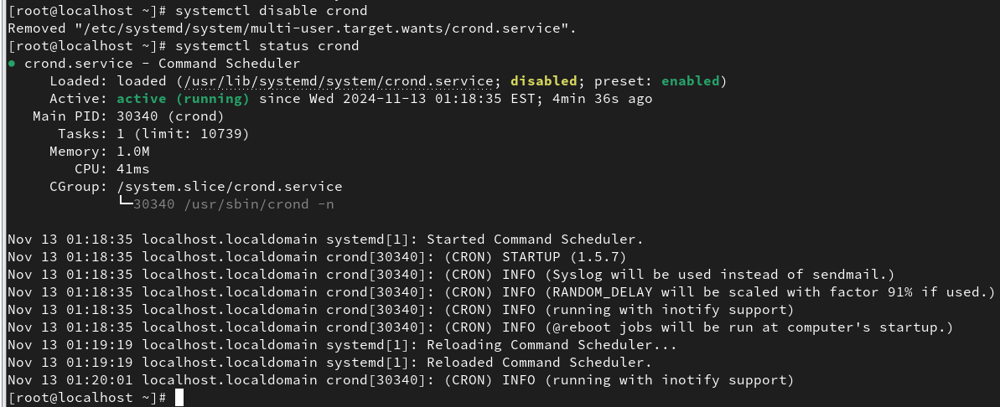 [root@localhost ~]# systemctl disable crond
Removed "/etc/systemd/system/multi-user.target.wants/crond.service".
[root@localhost ~]# systemctl status crond
● crond.service - Command Scheduler
     Loaded: loaded (/usr/lib/systemd/system/crond.service; disabled; preset: enabled)
     Active: active (running) since Wed 2024-11-13 01:18:35 EST; 4min 36s ago
   Main PID: 30340 (crond)
      Tasks: 1 (limit: 10739)
     Memory: 1.0M
        CPU: 41ms
     CGroup: /system.slice/crond.service
             └─30340 /usr/sbin/crond -n

Nov 13 01:18:35 localhost.localdomain systemd[1]: Started Command Scheduler.
Nov 13 01:18:35 localhost.localdomain crond[30340]: (CRON) STARTUP (1.5.7)
Nov 13 01:18:35 localhost.localdomain crond[30340]: (CRON) INFO (Syslog will be used instead of sendmail.)
Nov 13 01:18:35 localhost.localdomain crond[30340]: (CRON) INFO (RANDOM_DELAY will be scaled with factor 91% if used.)
Nov 13 01:18:35 localhost.localdomain crond[30340]: (CRON) INFO (running with inotify support)
Nov 13 01:18:35 localhost.localdomain crond[30340]: (CRON) INFO (@reboot jobs will be run at computer's startup.)
Nov 13 01:19:19 localhost.localdomain systemd[1]: Reloading Command Scheduler...
Nov 13 01:19:19 localhost.localdomain systemd[1]: Reloaded Command Scheduler.
Nov 13 01:20:01 localhost.localdomain crond[30340]: (CRON) INFO (running with inotify support)
[root@localhost ~]#